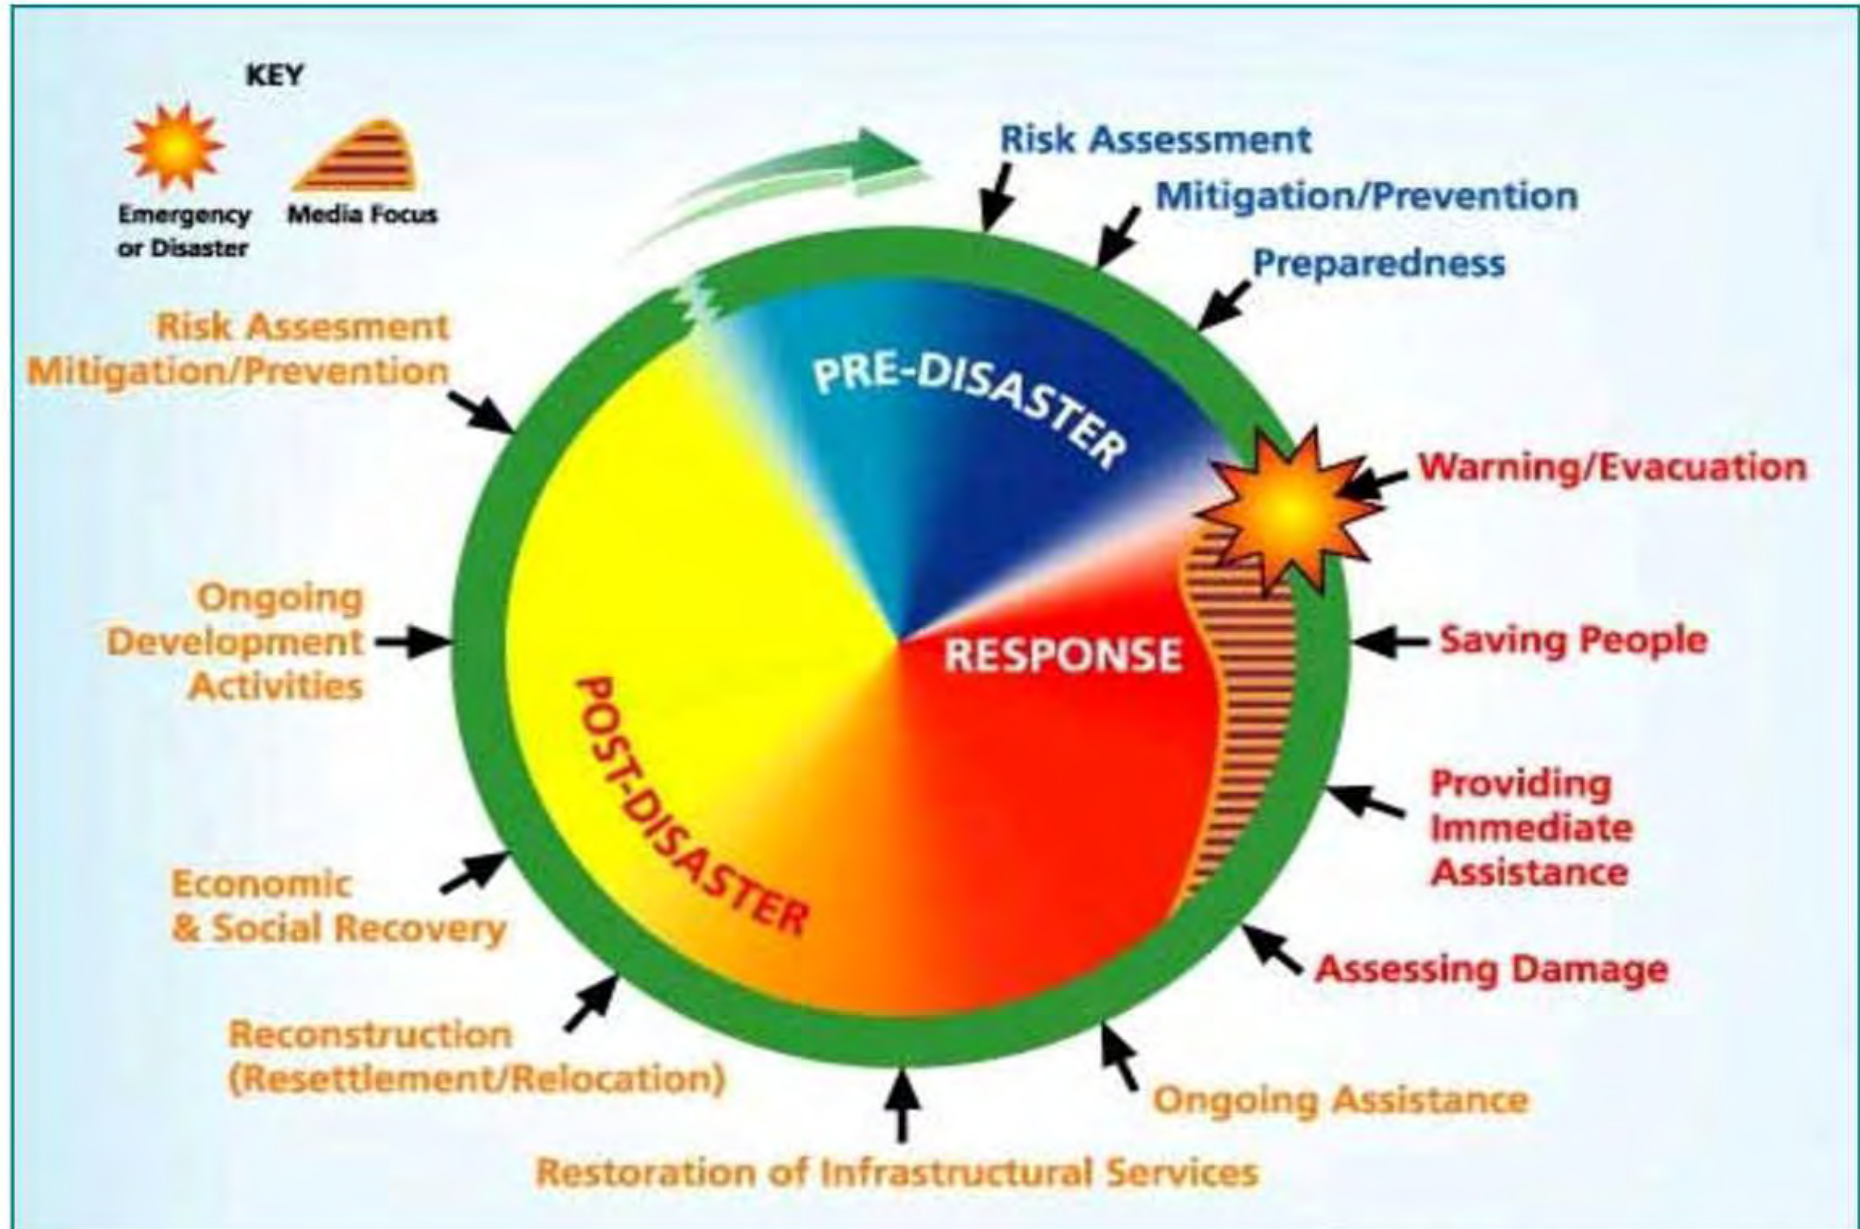 KEY
Emergency
or Disaster
Media Focus
Risk Assessment
Mitigation/Prevention
Preparedness
Warning/Evacuation
Saving People
Providing
Immediate
Assistance
Assessing Damage
Ongoing Assistance
Restoration of Infrastructural Services
Reconstruction
(Resettlement/Relocation)
Economic
& Social Recovery
Ongoing
Development
Activities
Risk Assesment
Mitigation/Prevention
PRE-DISASTER
RESPONSE
POST-DISASTER